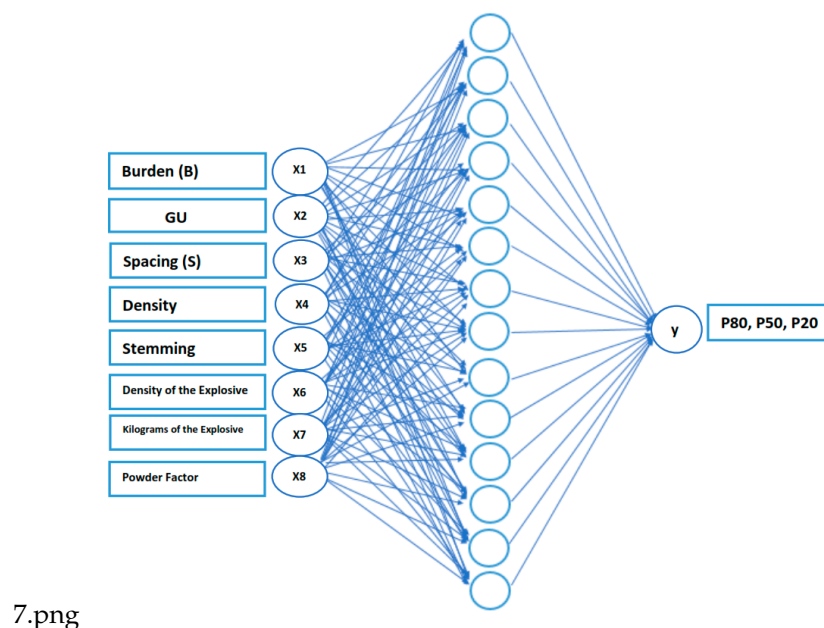 Burden (B) X1
GU X2
Spacing (S) X3
Density X4
Stemming X5
Density of the Explosive X6
Kilograms of the Explosive X7
Powder Factor X8
y P80, P50, P20
7.png